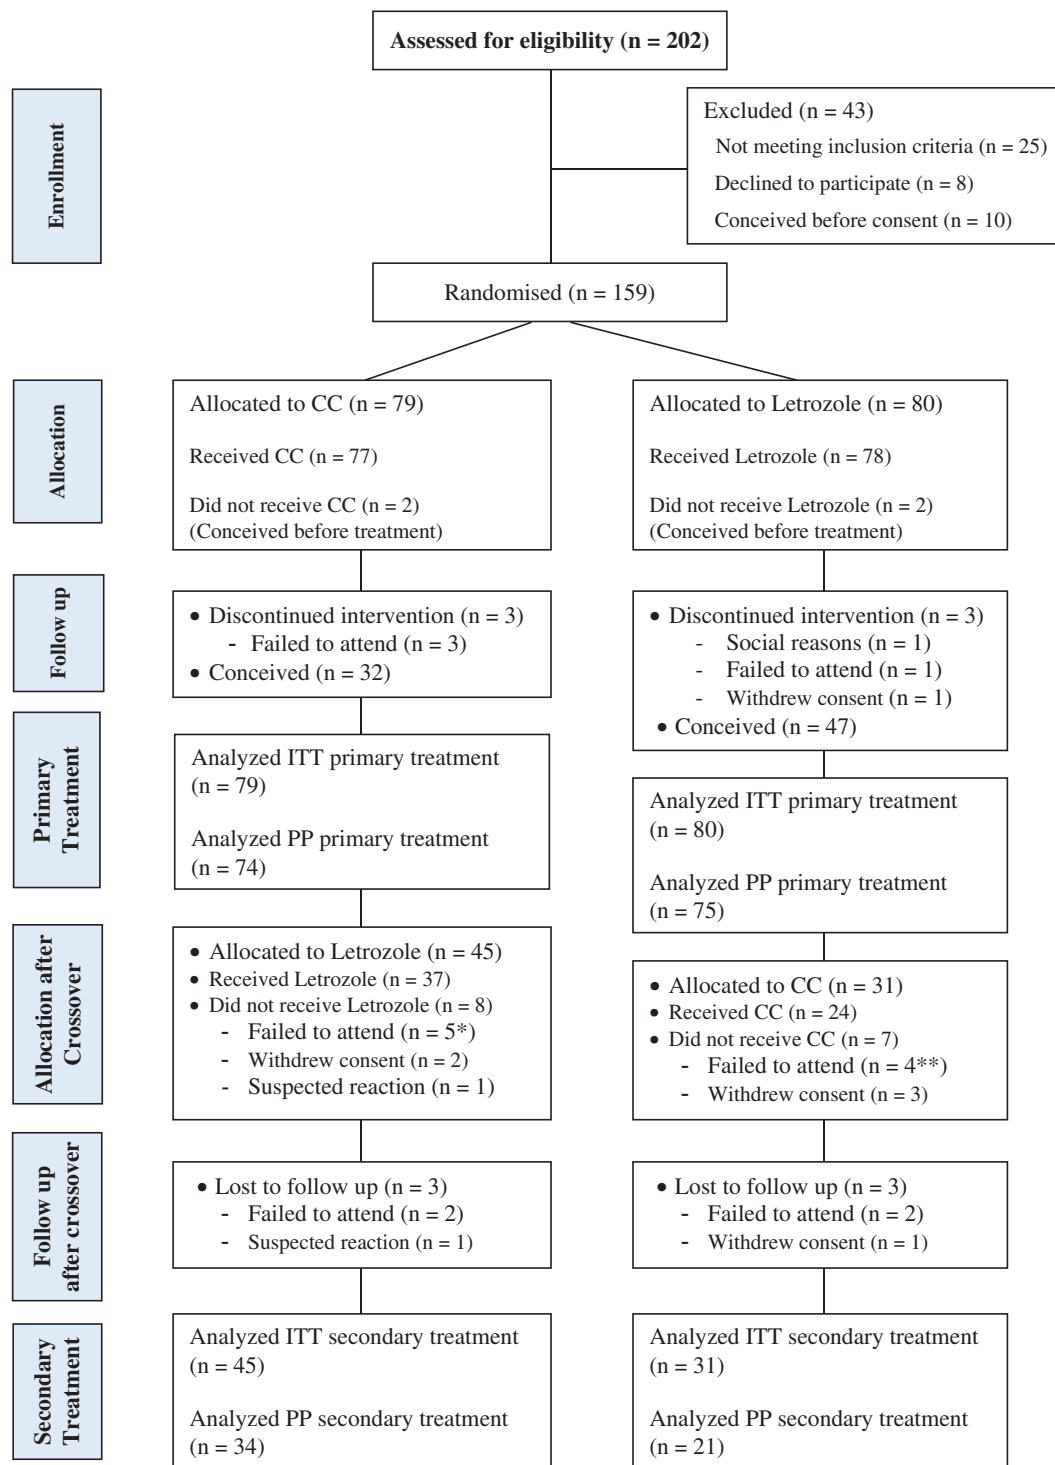 Assessed for eligibility (n = 202)
Enrollment
Excluded (n = 43)
Not meeting inclusion criteria (n = 25)
Declined to participate (n = 8)
Conceived before consent (n = 10)
Randomised (n = 159)
Allocation
Allocated to CC (n = 79)
Received CC (n = 77)
Did not receive CC (n = 2)
(Conceived before treatment)
Allocated to Letrozole (n = 80)
Received Letrozole (n = 78)
Did not receive Letrozole (n = 2)
(Conceived before treatment)
Follow up
• Discontinued intervention (n = 3)
- Failed to attend (n = 3)
• Conceived (n = 32)
• Discontinued intervention (n = 3)
- Social reasons (n = 1)
- Failed to attend (n = 1)
- Withdrew consent (n = 1)
• Conceived (n = 47)
Primary
Treatment
Analyzed ITT primary treatment
(n = 79)
Analyzed PP primary treatment
(n = 74)
Analyzed ITT primary treatment
(n = 80)
Analyzed PP primary treatment
(n = 75)
Allocation after
Crossover
• Allocated to Letrozole (n = 45)
• Received Letrozole (n = 37)
• Did not receive Letrozole (n = 8)
- Failed to attend (n = 5*)
- Withdrew consent (n = 2)
- Suspected reaction (n = 1)
• Allocated to CC (n = 31)
• Received CC (n = 24)
• Did not receive CC (n = 7)
- Failed to attend (n = 4**)
- Withdrew consent (n = 3)
Follow up
after crossover
• Lost to follow up (n = 3)
- Failed to attend (n = 2)
- Suspected reaction (n = 1)
• Lost to follow up (n = 3)
- Failed to attend (n = 2)
- Withdrew consent (n = 1)
Secondary
Treatment
Analyzed ITT secondary treatment
(n = 45)
Analyzed PP secondary treatment
(n = 34)
Analyzed ITT secondary treatment
(n = 31)
Analyzed PP secondary treatment
(n = 21)